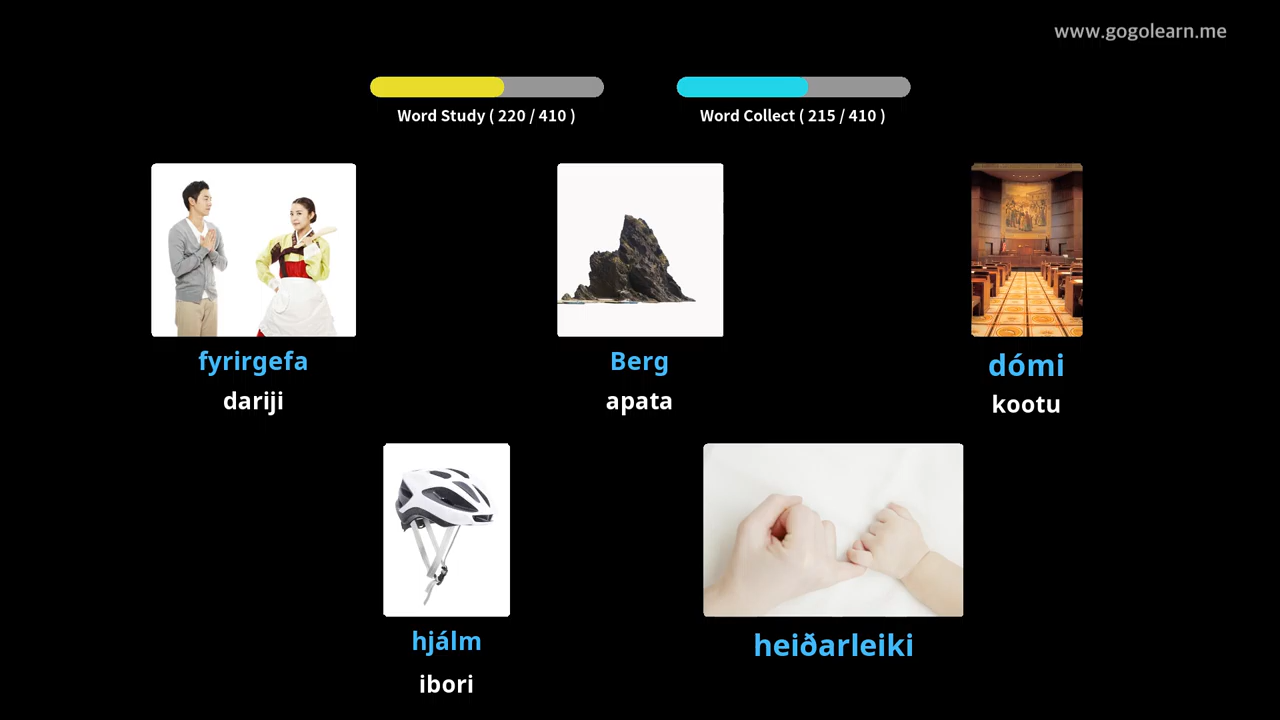 www.gogolearn.me
Word Study ( 220 / 410 )
Word Collect ( 215 / 410 )
fyrirgefa
dariji
Berg
apata
dómi
kootu
hjálm
ibori
heiðarleiki